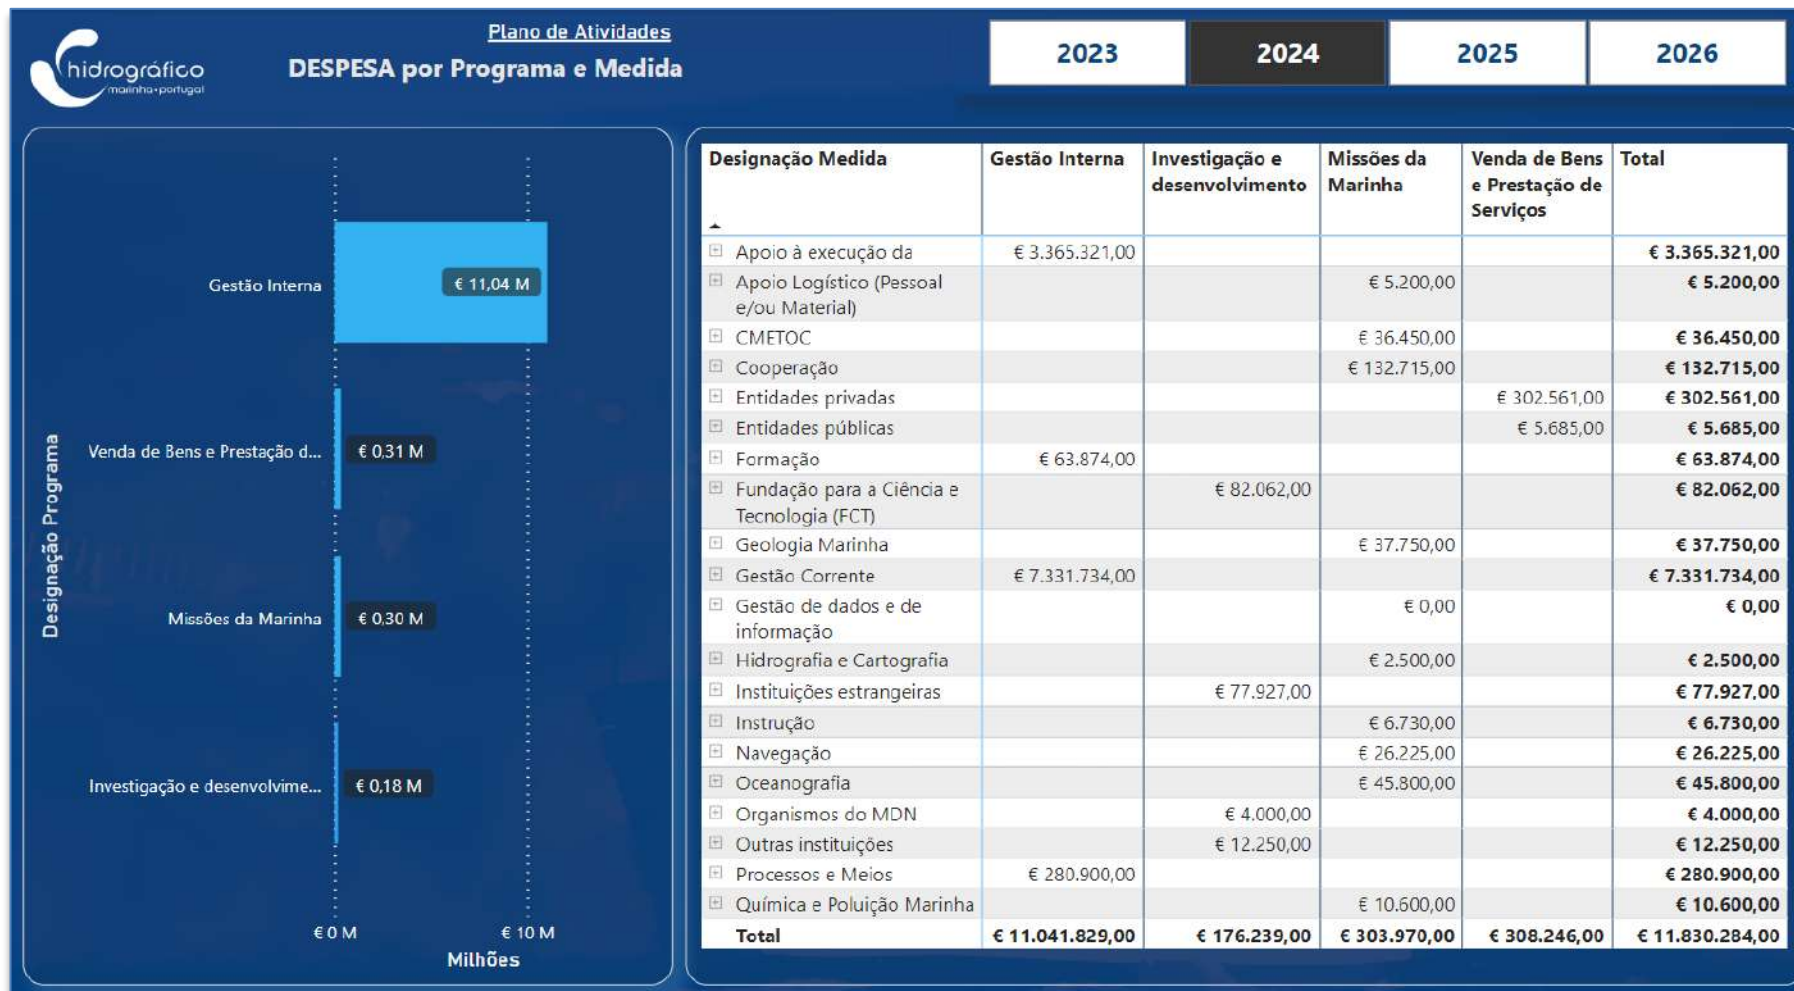 hidrográfico
marinha•portugal
Plano de Atividades
DESPESA por Programa e Medida
2023
2024
2025
2026
Designação Programa
Gestão Interna
€ 11,04 M
Venda de Bens e Prestação d...
€ 0,31 M
Missões da Marinha
€ 0,30 M
Investigação e desenvolvime...
€ 0,18 M
€ 0 M
€ 10 M
Milhões
Designação Medida
Gestão Interna
Investigação e
desenvolvimento
Missões da
Marinha
Venda de Bens
e Prestação de
Serviços
Total
Apoio à execução da € 3.365.321,00 € 3.365.321,00
Apoio Logístico (Pessoal
e/ou Material) € 5.200,00 € 5.200,00
CMETOC € 36.450,00 € 36.450,00
Cooperação € 132.715,00 € 132.715,00
Entidades privadas € 302.561,00 € 302.561,00
Entidades públicas € 5.685,00 € 5.685,00
Formação € 63.874,00 € 63.874,00
Fundação para a Ciência e
Tecnologia (FCT) € 82.062,00 € 82.062,00
Geologia Marinha € 37.750,00 € 37.750,00
Gestão Corrente € 7.331.734,00 € 7.331.734,00
Gestão de dados e de
informação € 0,00 € 0,00
Hidrografia e Cartografia € 2.500,00 € 2.500,00
Instituições estrangeiras € 77.927,00 € 77.927,00
Instrução € 6.730,00 € 6.730,00
Navegação € 26.225,00 € 26.225,00
Oceanografia € 45.800,00 € 45.800,00
Organismos do MDN € 4.000,00 € 4.000,00
Outras instituições € 12.250,00 € 12.250,00
Processos e Meios € 280.900,00 € 280.900,00
Química e Poluição Marinha € 10.600,00 € 10.600,00
Total € 11.041.829,00 € 176.239,00 € 303.970,00 € 308.246,00 € 11.830.284,00